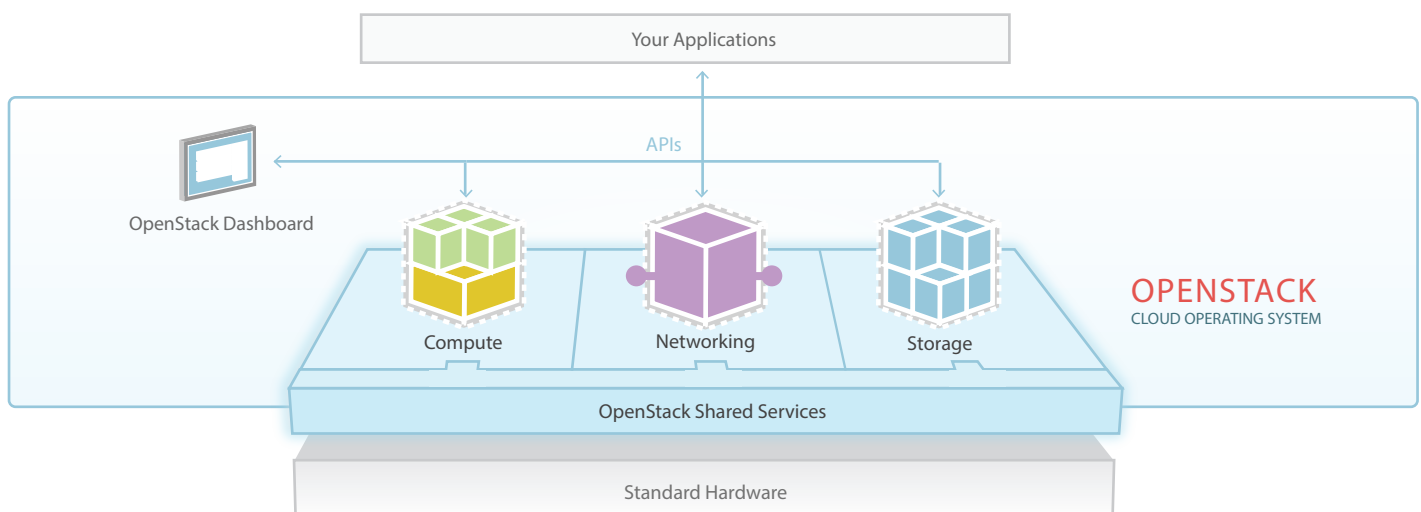 Your Applications
APIs
OpenStack Dashboard
OPENSTACK
CLOUD OPERATING SYSTEM
Compute
Networking
Storage
OpenStack Shared Services
Standard Hardware